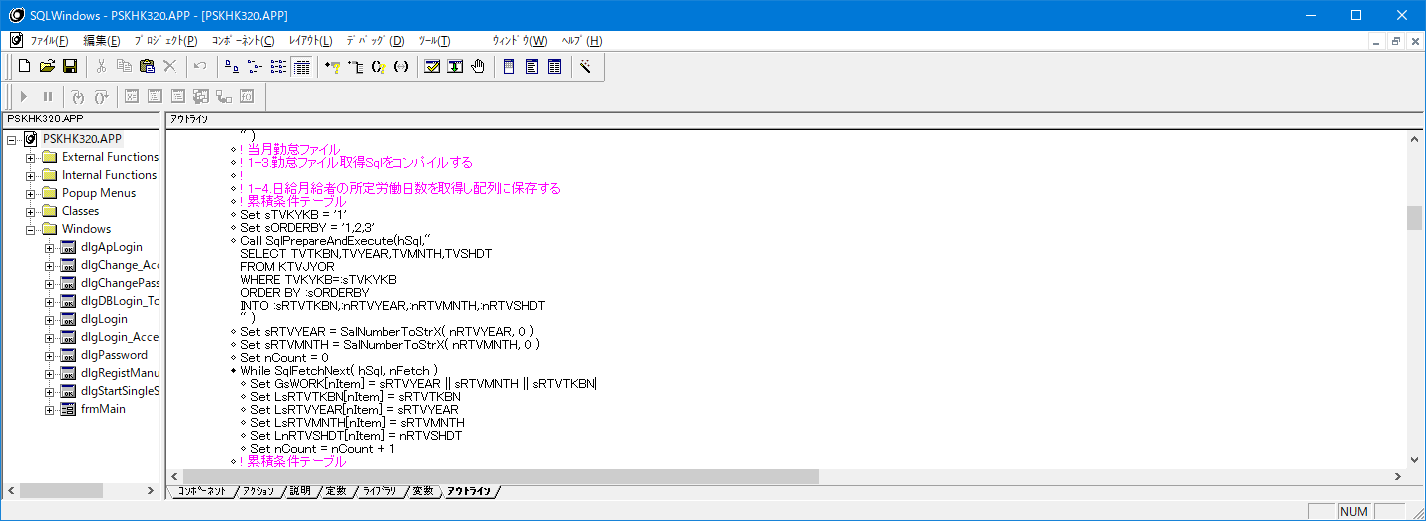 SQLWindows - PSKHK320.APP - [PSKHK320.APP]
ﾌｧｲﾙ(F) 編集(E) ﾌﾟﾛｼﾞｪｸﾄ(P) ｺﾝﾎﾟｰﾈﾝﾄ(C) ﾚｲｱｳﾄ(L) ﾃﾞﾊﾞｯｸﾞ(D) ﾂｰﾙ(T) ｳｨﾝﾄﾞｳ(W) ﾍﾙﾌﾟ(H)
PSKHK320.APP
PSKHK320.APP
External Functions
Internal Functions
Popup Menus
Classes
Windows
dlgApLogin
dlgChange_Acc
dlgChangePass
dlgDBLogin_To
dlgLogin
dlgLogin_Acce
dlgPassword
dlgRegistManu
dlgStartSingleS
frmMain
ｱｳﾄﾗｲﾝ
“ )
! 当月勤怠ファイル
! 1-3.勤怠ファイル取得Sqlをコンパイルする
!
! 1-4.日給月給者の所定労働日数を取得し配列に保存する
! 累積条件テーブル
Set sTVKYKB = '1'
Set sORDERBY = '1,2,3'
Call SqlPrepareAndExecute(hSql,“
SELECT TVTKBN,TVYEAR,TVMNTH,TVSHDT
FROM KTVJYOR
WHERE TVKYKB=:sTVKYKB
ORDER BY :sORDERBY
INTO :sRTVTKBN,:nRTVYEAR,:nRTVMNTH,:nRTVSHDT
“ )
Set sRTVYEAR = SalNumberToStrX( nRTVYEAR, 0 )
Set sRTVMNTH = SalNumberToStrX( nRTVMNTH, 0 )
Set nCount = 0
While SqlFetchNext( hSql, nFetch )
Set GsWORK[nItem] = sRTVYEAR || sRTVMNTH || sRTVTKBN
Set LsRTVTKBN[nItem] = sRTVTKBN
Set LsRTVYEAR[nItem] = sRTVYEAR
Set LsRTVMNTH[nItem] = sRTVMNTH
Set LnRTVSHDT[nItem] = nRTVSHDT
Set nCount = nCount + 1
! 累積条件テーブル
ｺﾝﾎﾟｰﾈﾝﾄ ｱｸｼｮﾝ 説明 定数 ﾗｲﾌﾞﾗﾘ 変数 ｱｳﾄﾗｲﾝ
NUM